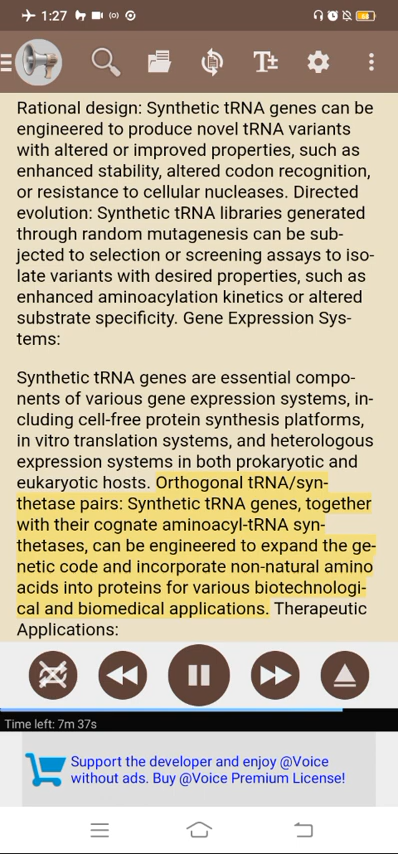 1:27
T±
Rational design: Synthetic tRNA genes can be
engineered to produce novel tRNA variants
with altered or improved properties, such as
enhanced stability, altered codon recognition,
or resistance to cellular nucleases. Directed
evolution: Synthetic tRNA libraries generated
through random mutagenesis can be sub-
jected to selection or screening assays to iso-
late variants with desired properties, such as
enhanced aminoacylation kinetics or altered
substrate specificity. Gene Expression Sys-
tems:
Synthetic tRNA genes are essential compo-
nents of various gene expression systems, in-
cluding cell-free protein synthesis platforms,
in vitro translation systems, and heterologous
expression systems in both prokaryotic and
eukaryotic hosts. Orthogonal tRNA/syn-
thetase pairs: Synthetic tRNA genes, together
with their cognate aminoacyl-tRNA syn-
thetases, can be engineered to expand the ge-
netic code and incorporate non-natural amino
acids into proteins for various biotechnologi-
cal and biomedical applications. Therapeutic
Applications:
Time left: 7m 37s
Support the developer and enjoy @Voice
without ads. Buy @Voice Premium License!